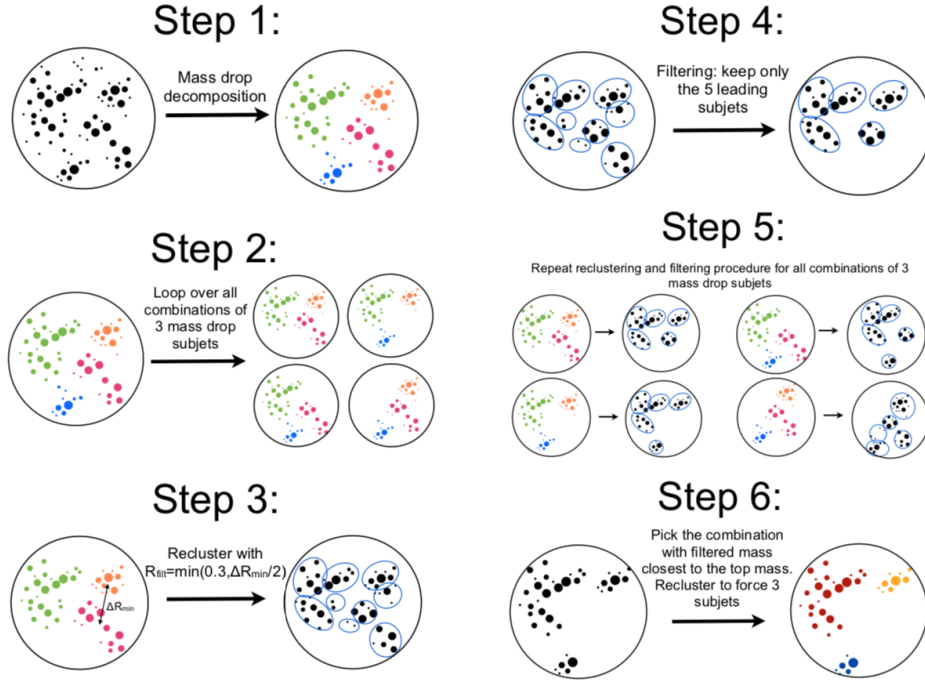 Step 1:
Mass drop
decomposition
Step 2:
Loop over all
combinations of
3 mass drop
subjets
Step 3:
Recluster with
R_filt=min(0.3,ΔR_min/2)
ΔR_min
Step 4:
Filtering: keep only
the 5 leading
subjets
Step 5:
Repeat reclustering and filtering procedure for all combinations of 3
mass drop subjets
Step 6:
Pick the combination
with filtered mass
closest to the top mass.
Recluster to force 3
subjets